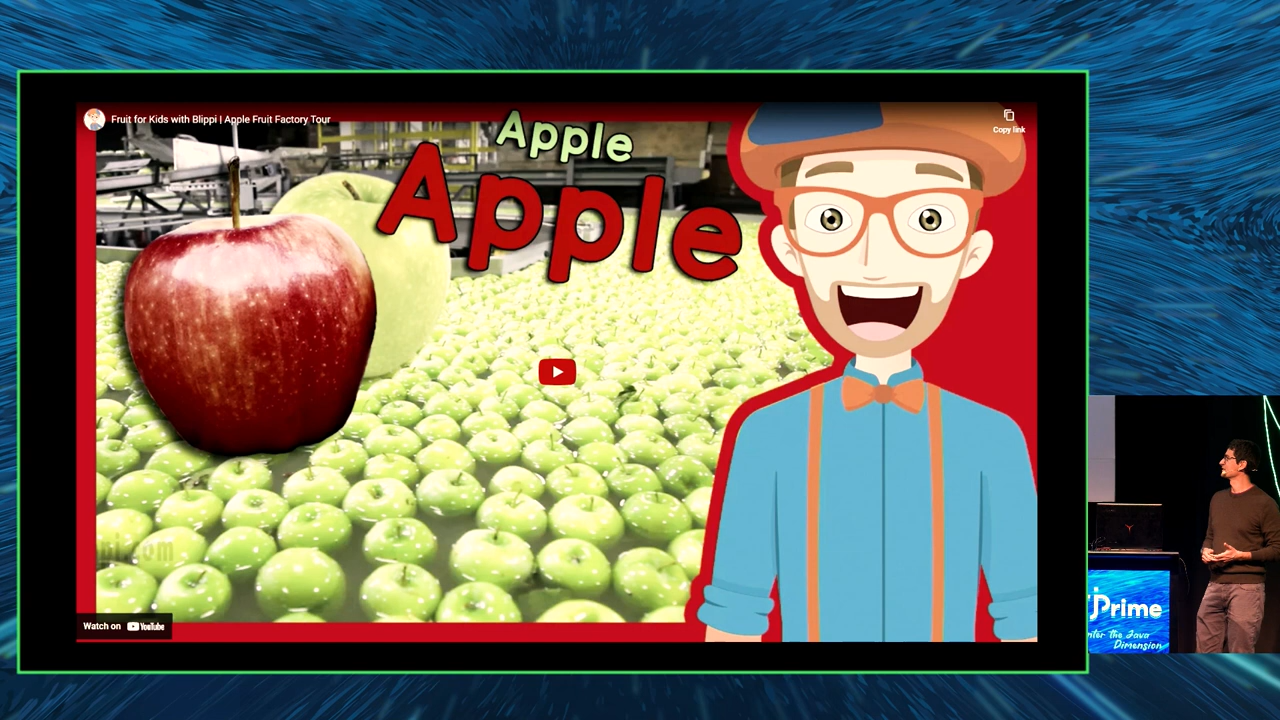 Fruit for Kids with Blippi | Apple Fruit Factory Tour
Copy link
Apple
Apple
Watch on YouTube
Prime
nter the Java
Dimension